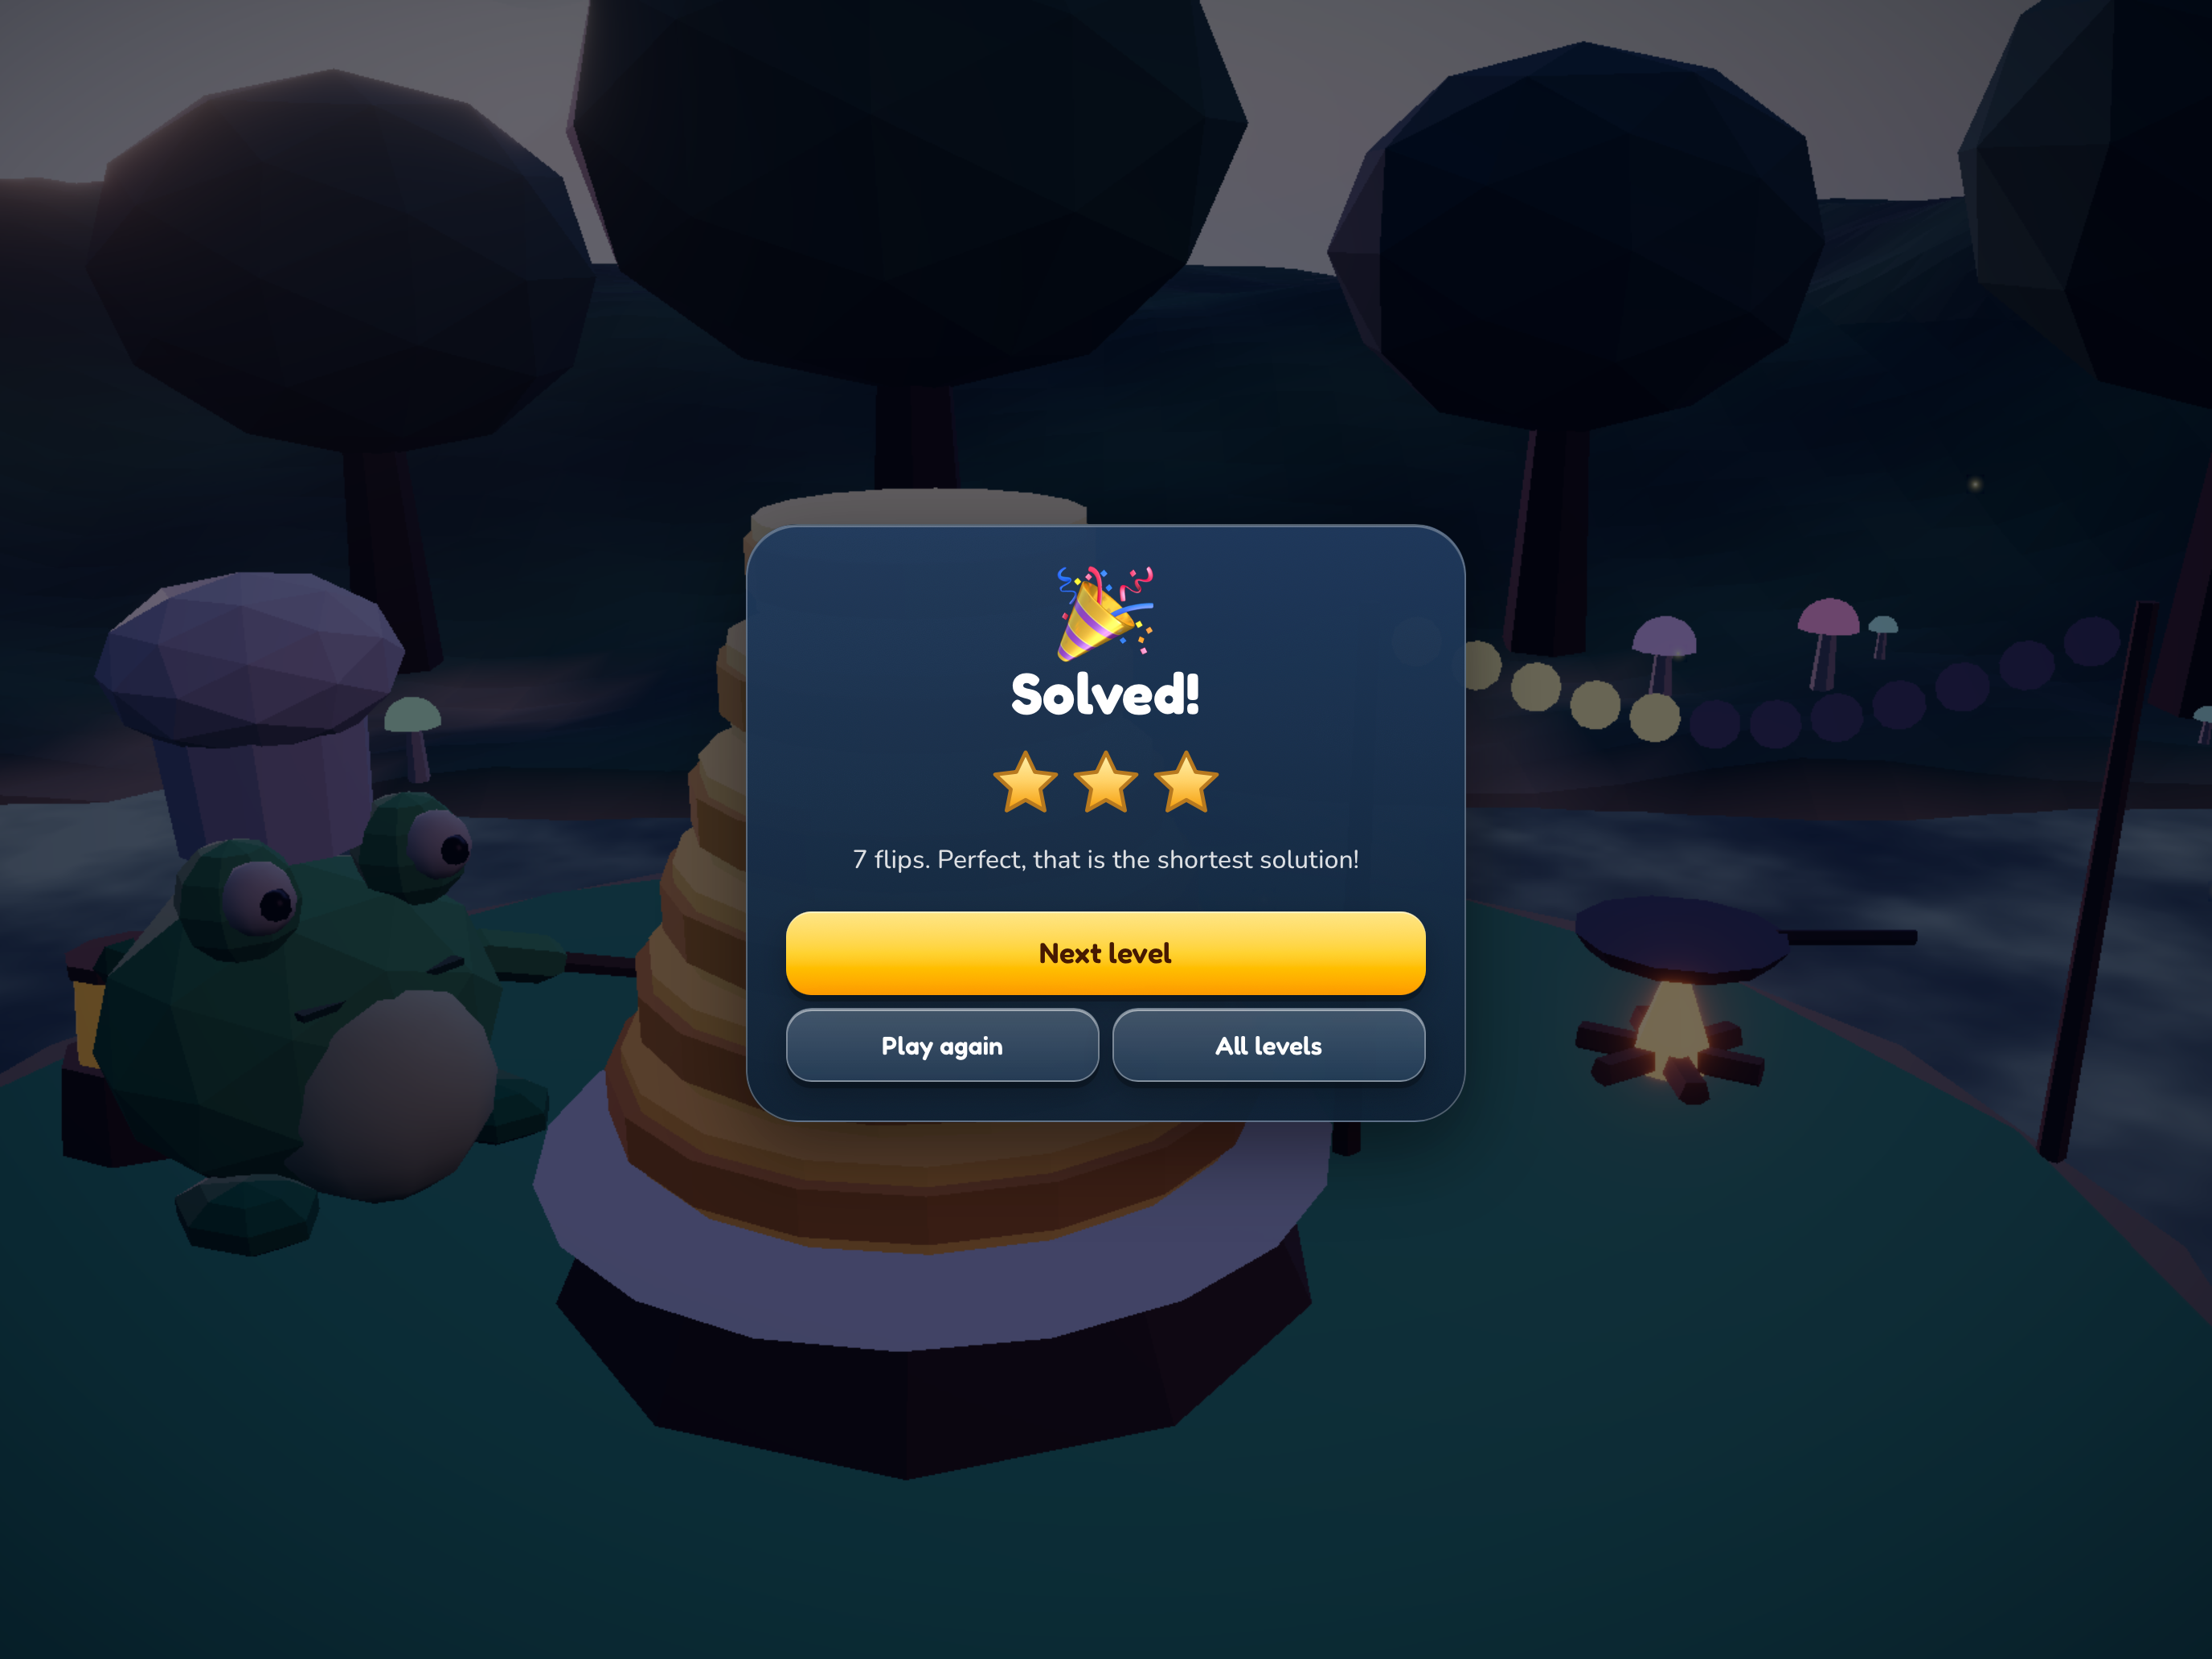 Solved!
7 flips. Perfect, that is the shortest solution!
Next level
Play again
All levels